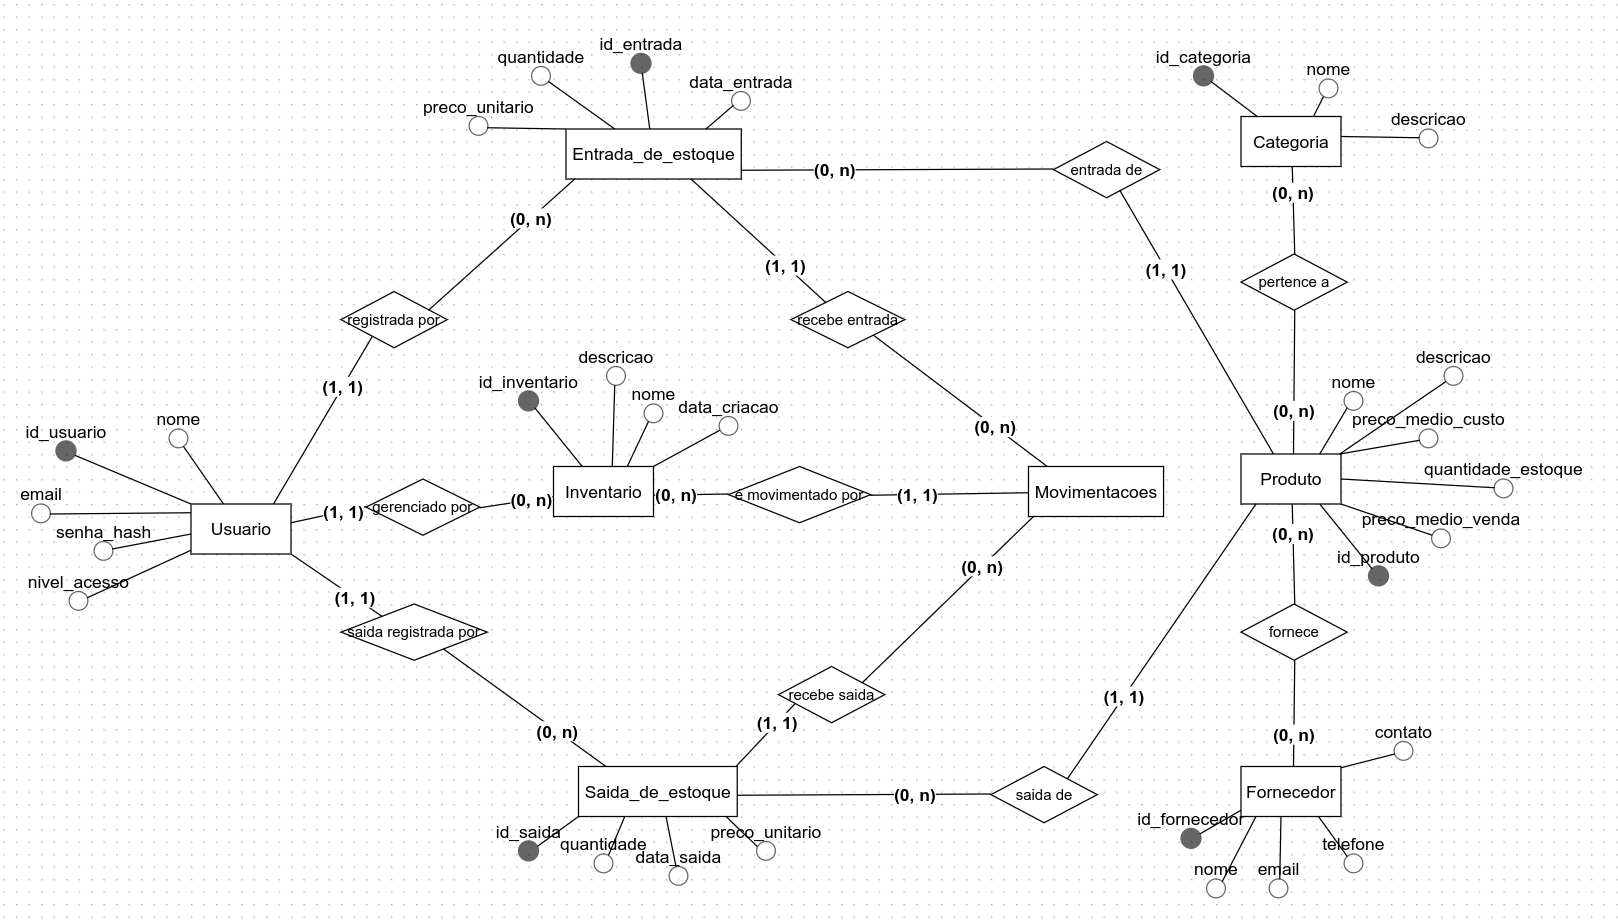 id_entrada
quantidade
data_entrada
preco_unitario
Entrada_de_estoque
id_categoria
nome
descricao
Categoria
(0, n)
entrada de
(0, n)
(0, n)
(1, 1)
(1, 1)
pertence a
registrada por
recebe entrada
(1, 1)
descricao
id_inventario
nome
data_criacao
(0, n)
(0, n)
descricao
nome
preco_medio_custo
quantidade_estoque
Produto
preco_medio_venda
id_produto
(0, n)
nome
id_usuario
email
senha_hash
nivel_acesso
Usuario
(1, 1)
gerenciado por
(0, n)
Inventario
(0, n)
é movimentado por
(1, 1)
Movimentacoes
(0, n)
(1, 1)
saida registrada por
fornece
recebe saida
(1, 1)
(1, 1)
(0, n)
(0, n)
contato
Saida_de_estoque
(0, n)
saida de
Fornecedor
id_saida
quantidade
data_saida
preco_unitario
id_fornecedor
nome
email
telefone